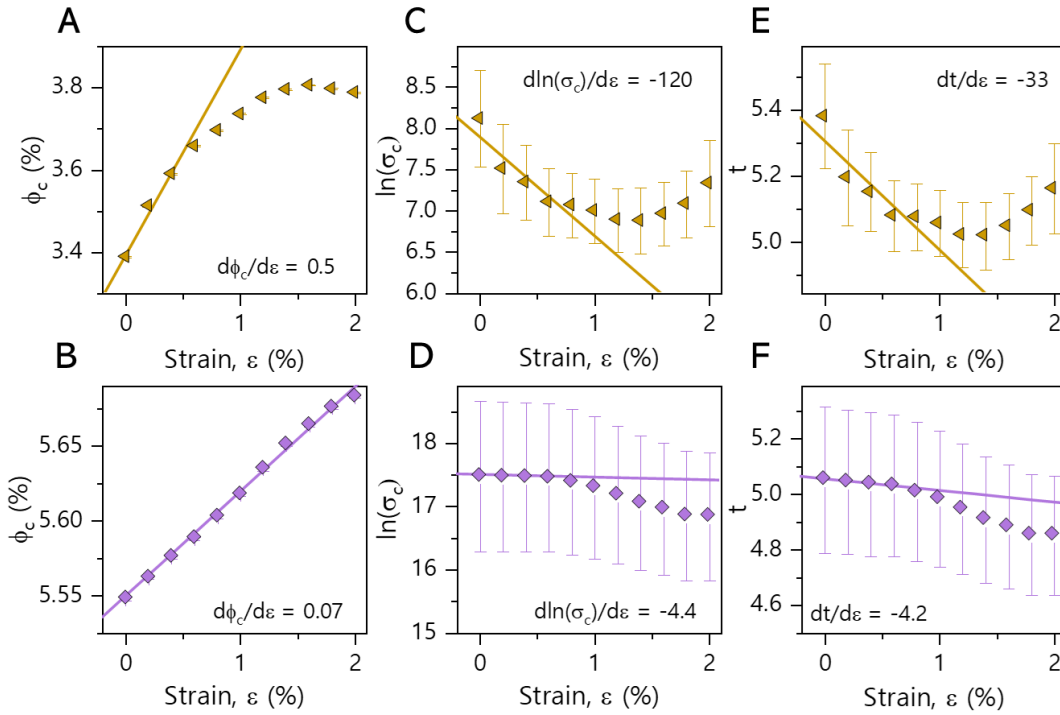 A
ϕc (%)
3.8
3.6
3.4
0
1
2
dϕc/dε = 0.5
Strain, ε (%)
C
ln(σc)
8.5
8.0
7.5
7.0
6.5
6.0
0
1
2
dln(σc)/dε = -120
Strain, ε (%)
E
t
5.4
5.2
5.0
0
1
2
dt/dε = -33
Strain, ε (%)
B
ϕc (%)
5.65
5.60
5.55
0
1
2
dϕc/dε = 0.07
Strain, ε (%)
D
ln(σc)
18
17
16
15
0
1
2
dln(σc)/dε = -4.4
Strain, ε (%)
F
t
5.2
5.0
4.8
4.6
0
1
2
dt/dε = -4.2
Strain, ε (%)